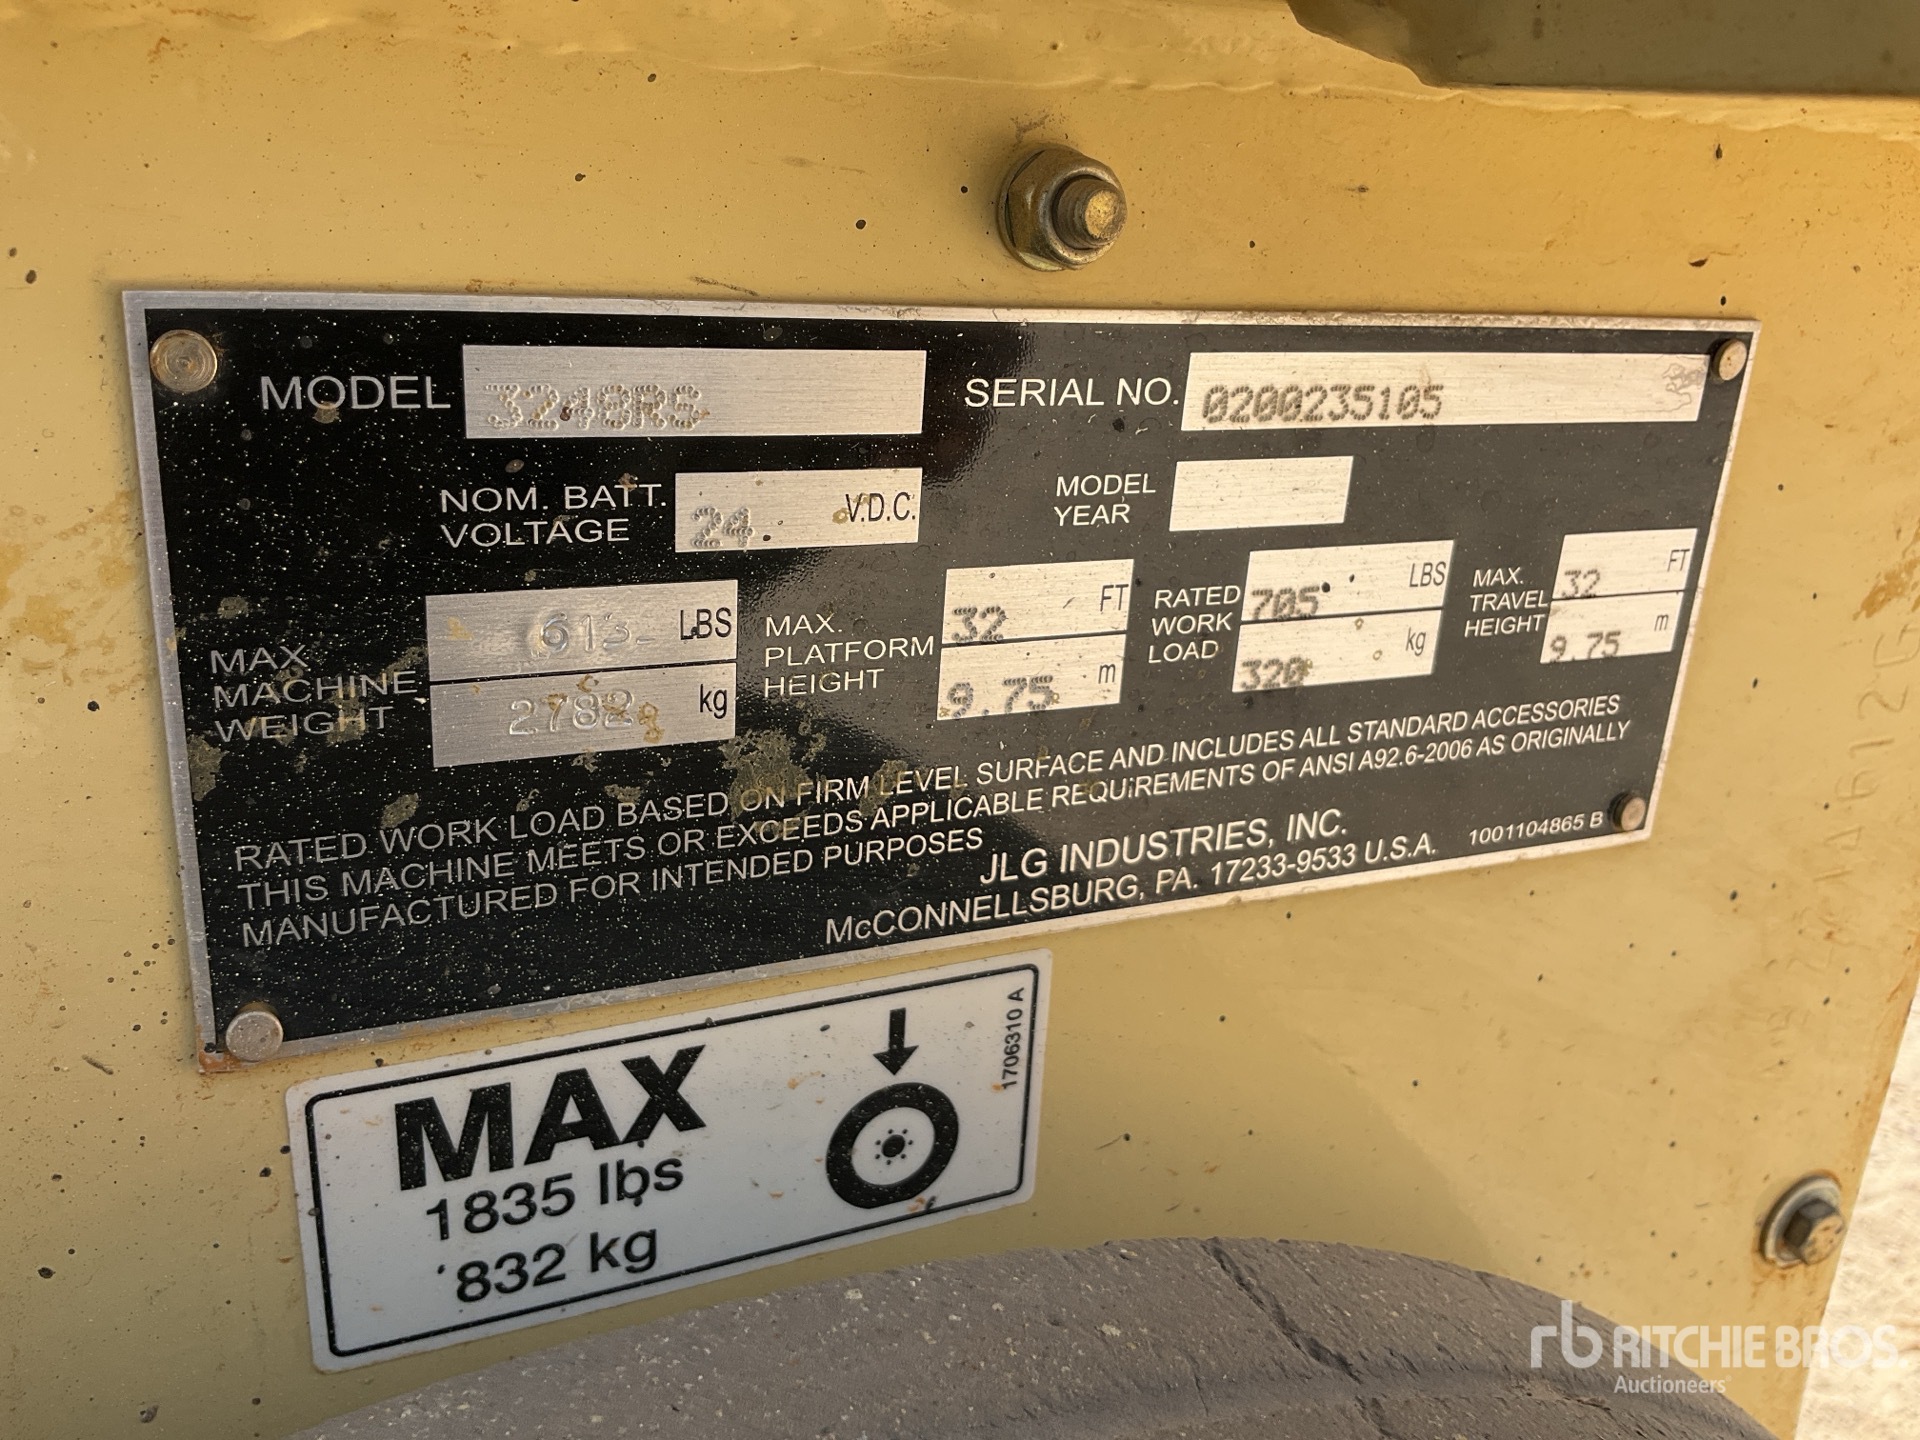 MODEL 3248RS
SERIAL NO. 0200235105
NOM. BATT. VOLTAGE 24 V.D.C.
MODEL YEAR
MAX MACHINE WEIGHT LBS
2782 kg
MAX. PLATFORM HEIGHT 32 FT
9.75 m
RATED WORK LOAD 705 LBS
320 kg
MAX. TRAVEL HEIGHT 32 FT
9.75 m
RATED WORK LOAD BASED ON FIRM LEVEL SURFACE AND INCLUDES ALL STANDARD ACCESSORIES
THIS MACHINE MEETS OR EXCEEDS APPLICABLE REQUIREMENTS OF ANSI A92.6-2006 AS ORIGINALLY
MANUFACTURED FOR INTENDED PURPOSES
JLG INDUSTRIES, INC.
McCONNELLSBURG, PA. 17233-9533 U.S.A.
1001104865 B
MAX
1835 lbs
832 kg
1706310 A
rb RITCHIE BROS.
Auctioneers